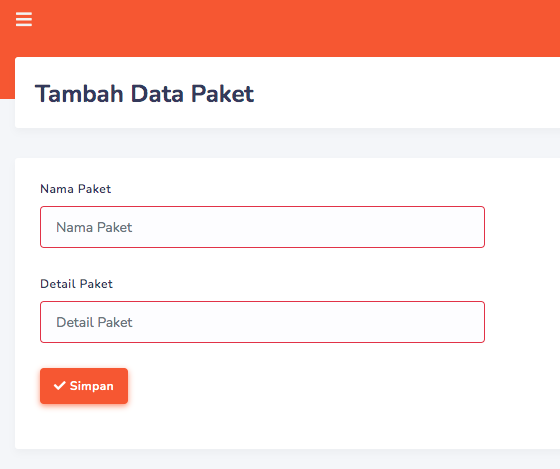 Tambah Data Paket
Nama Paket
Nama Paket
Detail Paket
Detail Paket
Simpan